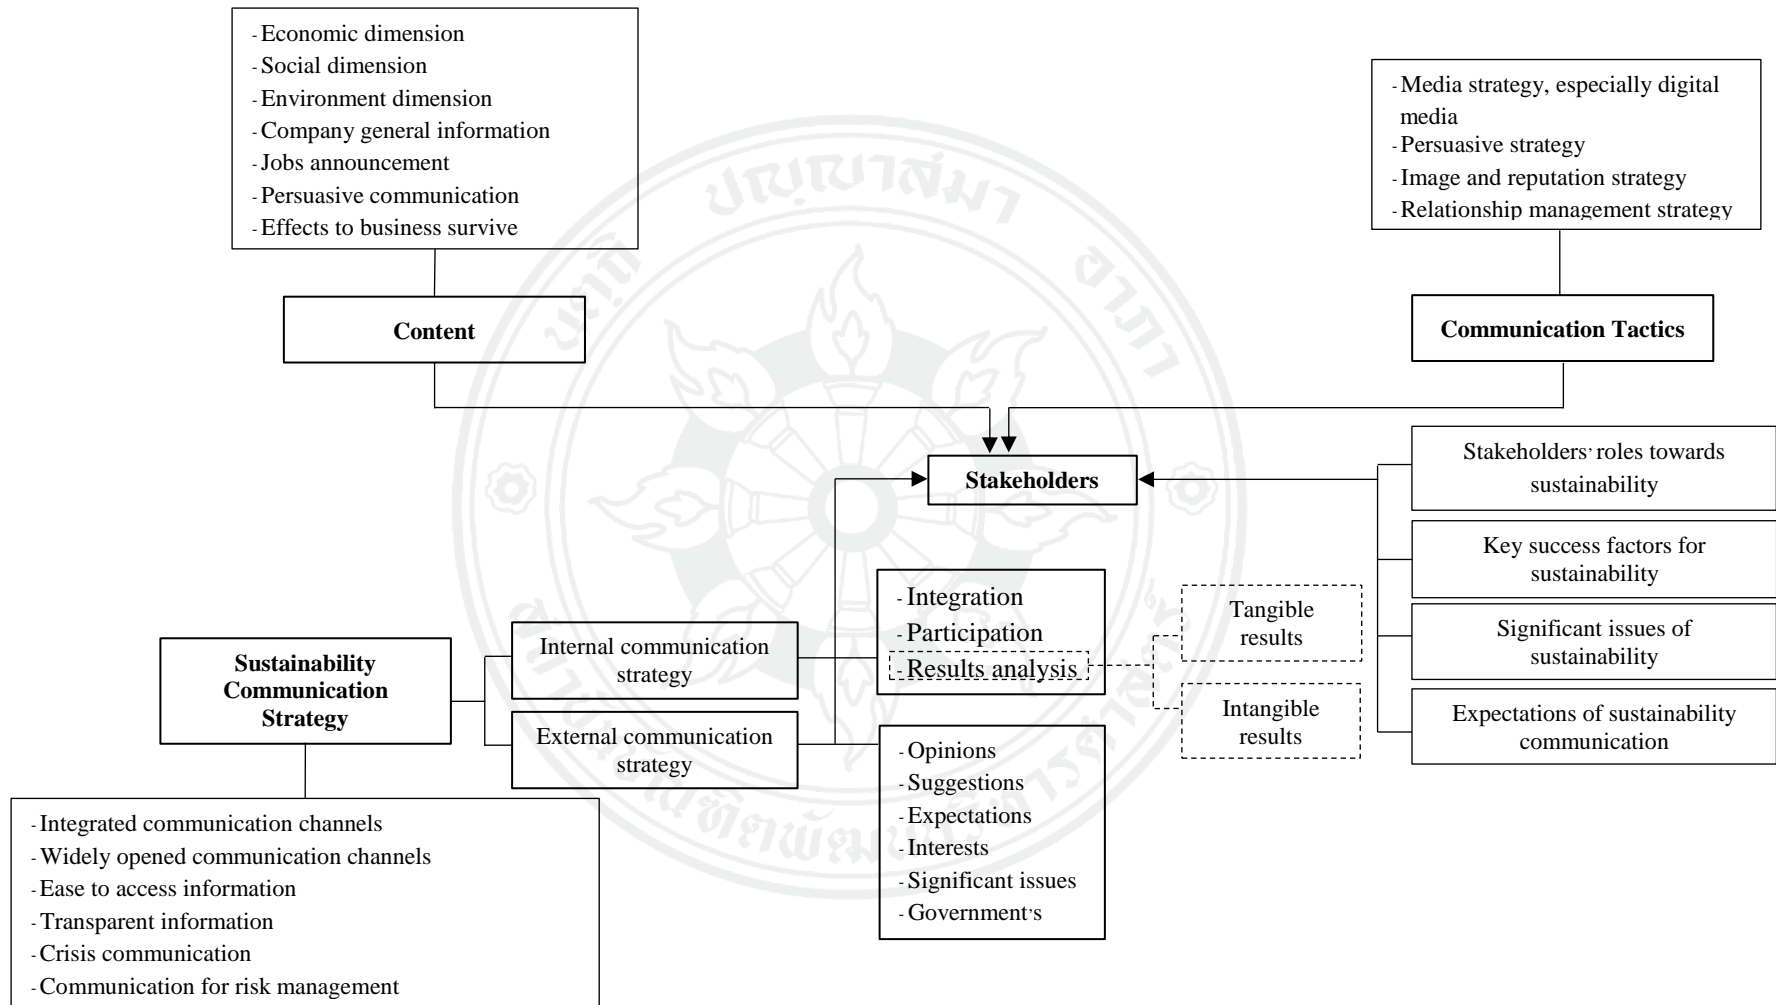 - Economic dimension
- Social dimension
- Environment dimension
- Company general information
- Jobs announcement
- Persuasive communication
- Effects to business survive
- Media strategy, especially digital
media
- Persuasive strategy
- Image and reputation strategy
- Relationship management strategy
Content
Communication Tactics
Stakeholders
Stakeholders' roles towards
sustainability
Key success factors for
sustainability
Significant issues of
sustainability
Expectations of sustainability
communication
- Integration
- Participation
- Results analysis
Tangible
results
Intangible
results
Sustainability
Communication
Strategy
Internal communication
strategy
External communication
strategy
- Opinions
- Suggestions
- Expectations
- Interests
- Significant issues
- Government's
- Integrated communication channels
- Widely opened communication channels
- Ease to access information
- Transparent information
- Crisis communication
- Communication for risk management